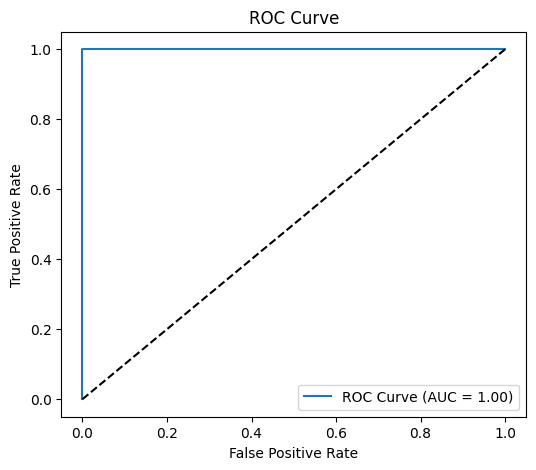 ROC Curve
1.0
0.8
0.6
0.4
0.2
0.0
True Positive Rate
ROC Curve (AUC = 1.00)
0.0 0.2 0.4 0.6 0.8 1.0
False Positive Rate